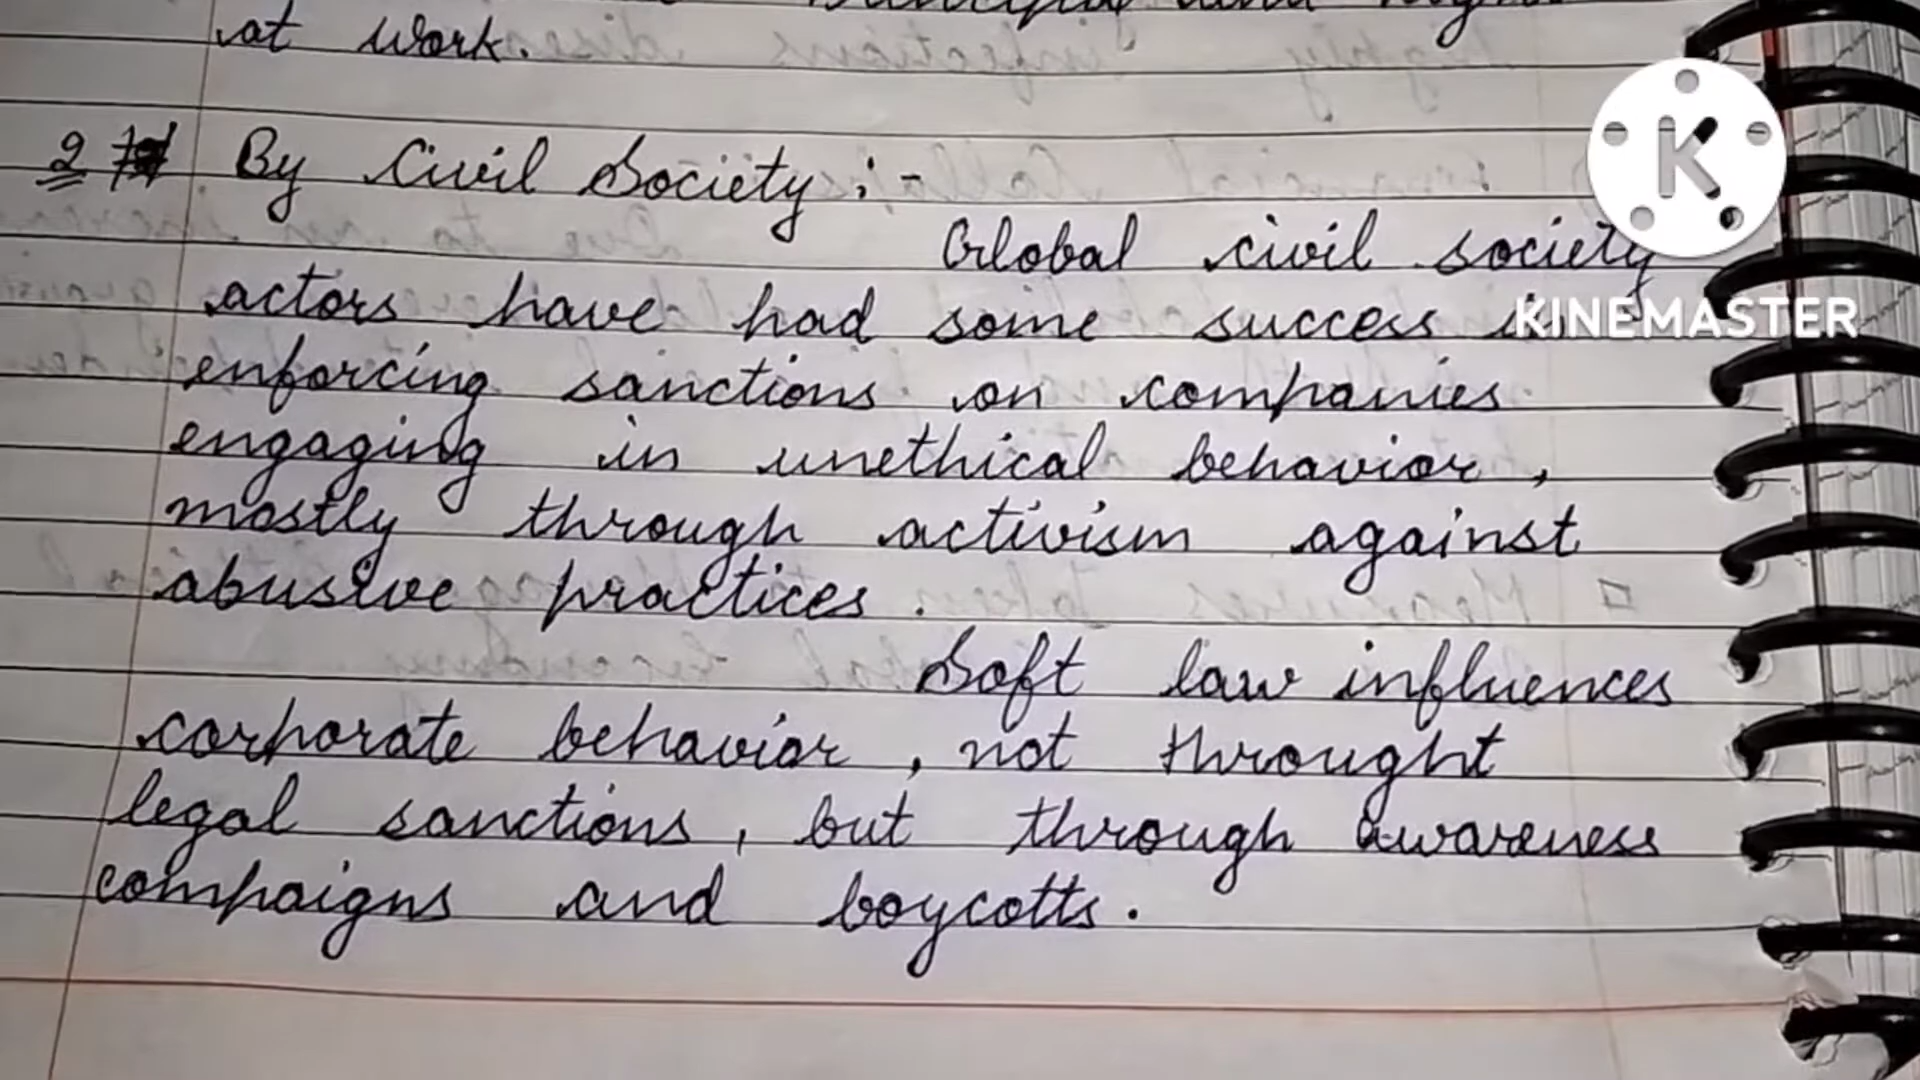 at work.
2 By Civil Society :-
Global civil society
actors have had some success in
enforcing sanctions on companies
engaging in unethical behavior,
mostly through activism against
abusive practices.
Soft law influences
corporate behavior, not throught
legal sanctions, but through awareness
compaigns and boycotts.
K
KINEMASTER